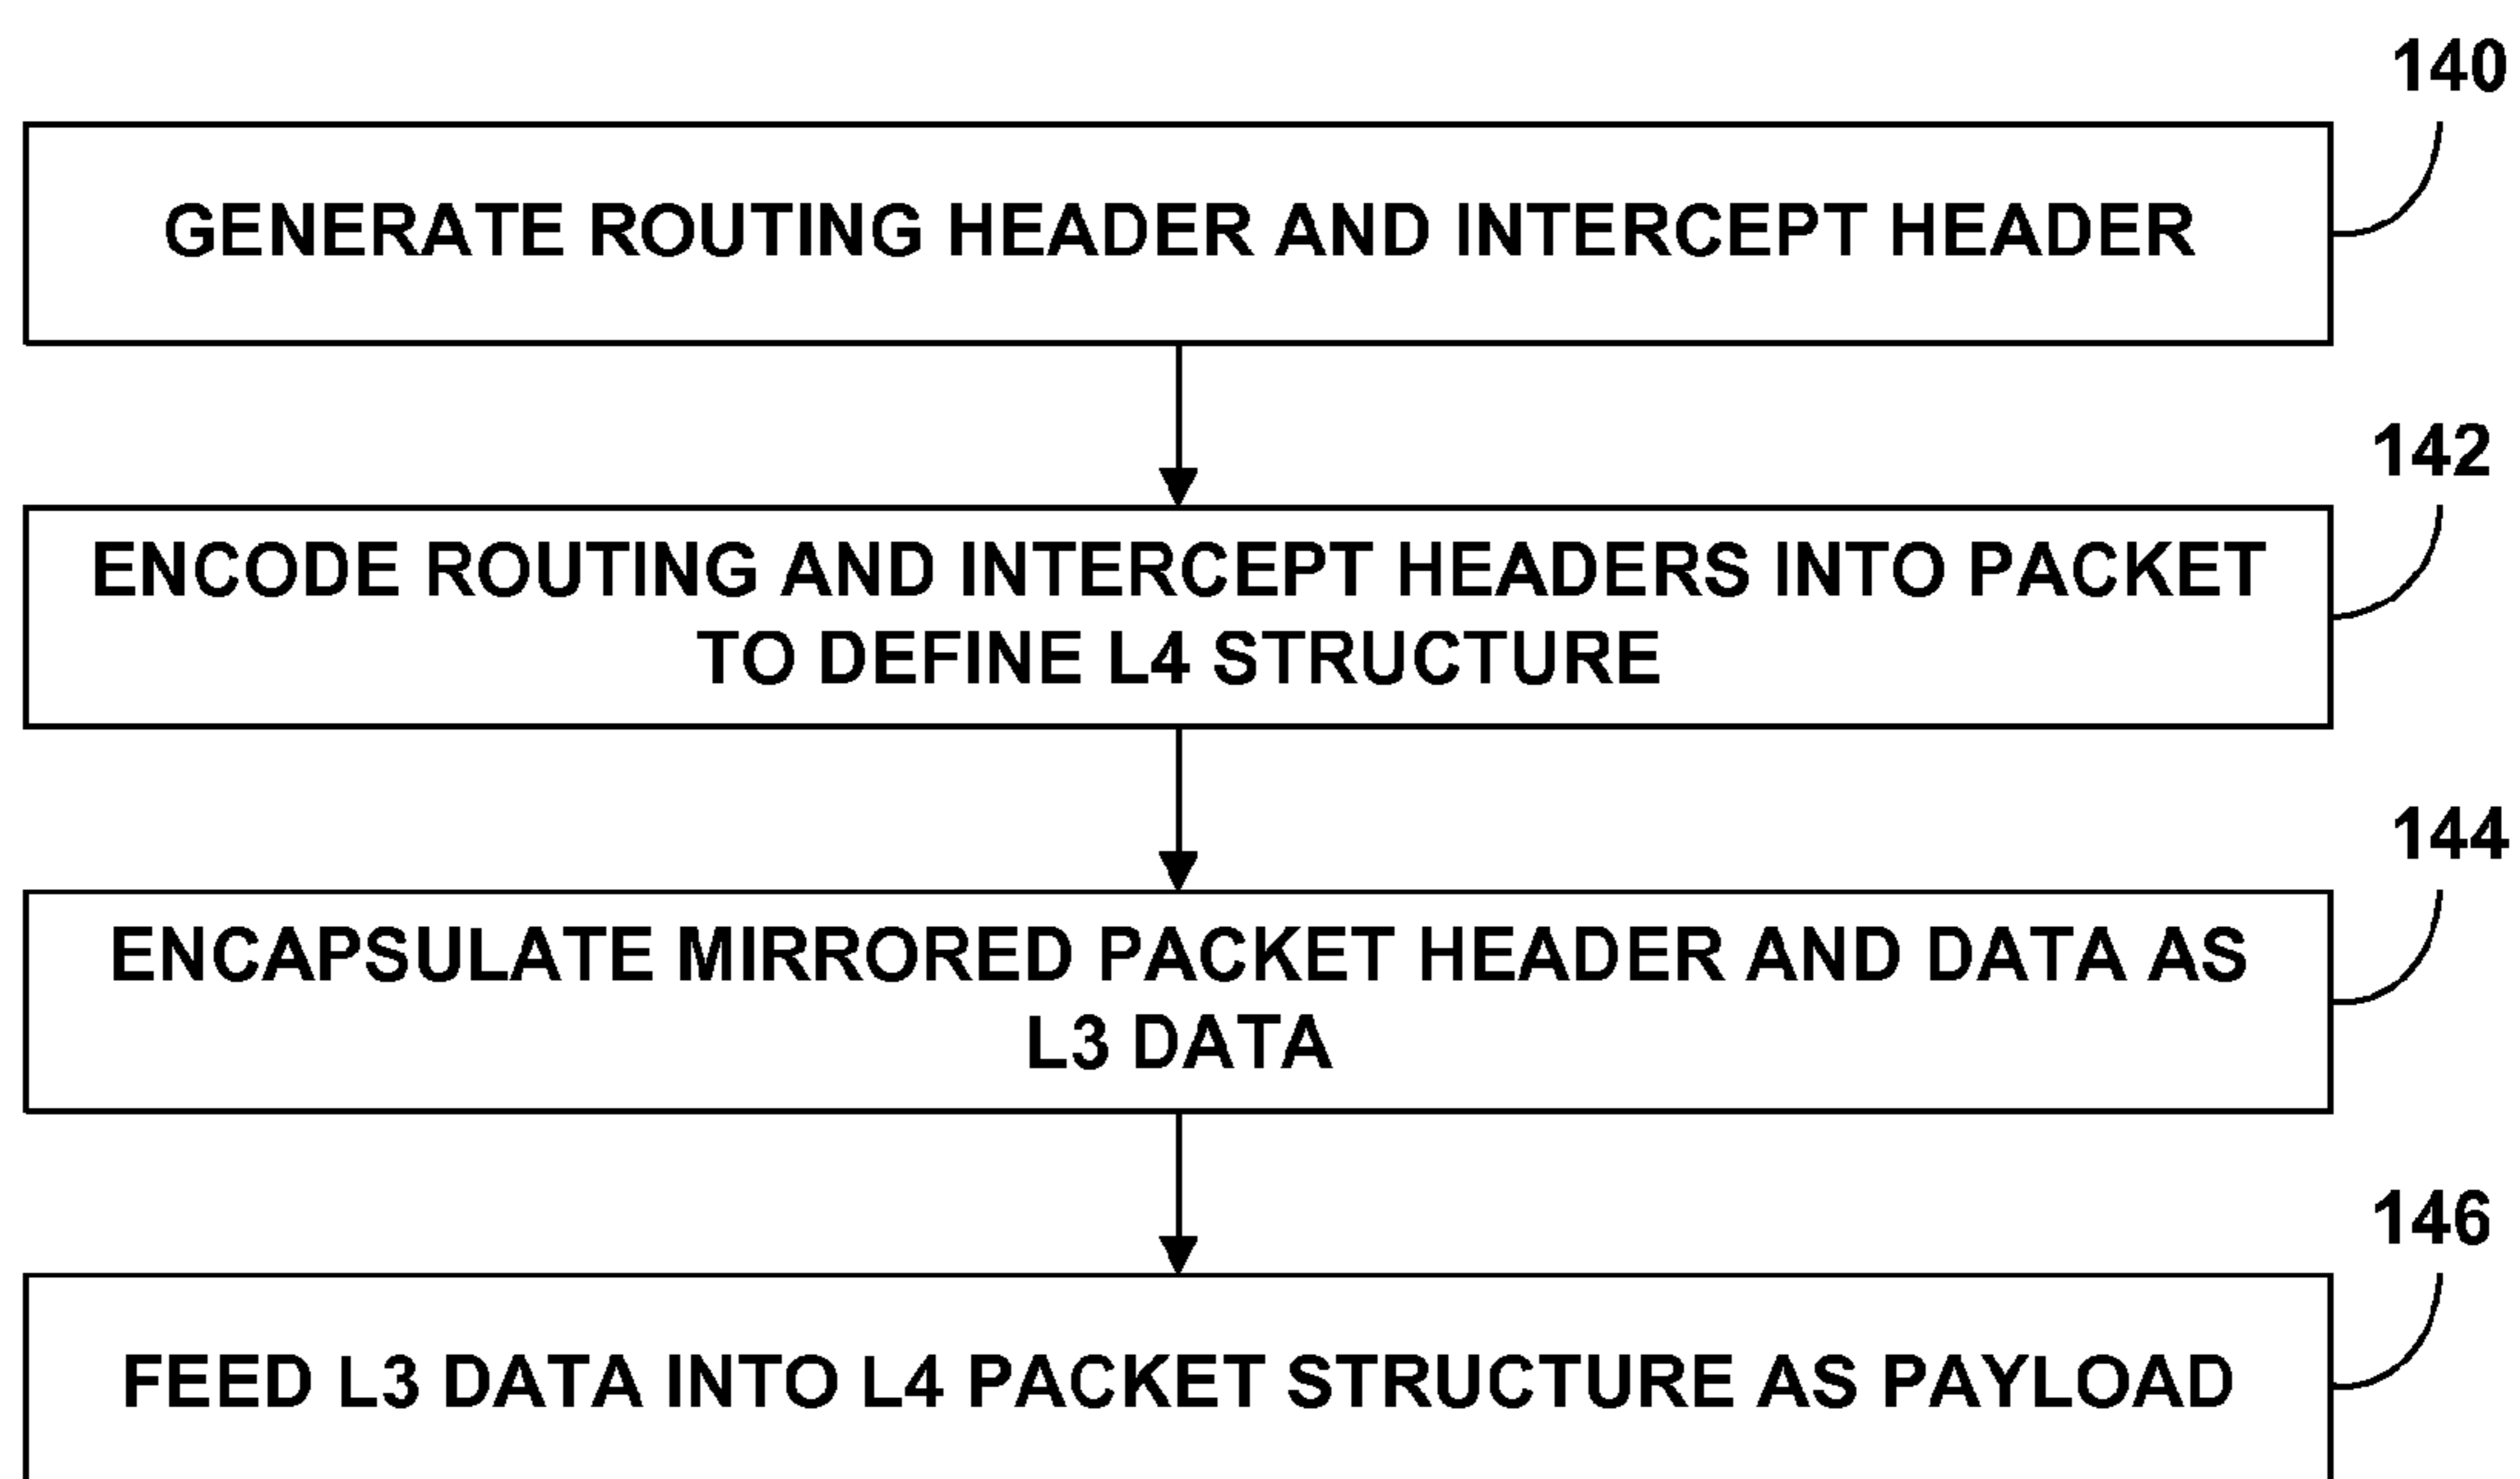 140
GENERATE ROUTING HEADER AND INTERCEPT HEADER
142
ENCODE ROUTING AND INTERCEPT HEADERS INTO PACKET
TO DEFINE L4 STRUCTURE
144
ENCAPSULATE MIRRORED PACKET HEADER AND DATA AS
L3 DATA
146
FEED L3 DATA INTO L4 PACKET STRUCTURE AS PAYLOAD